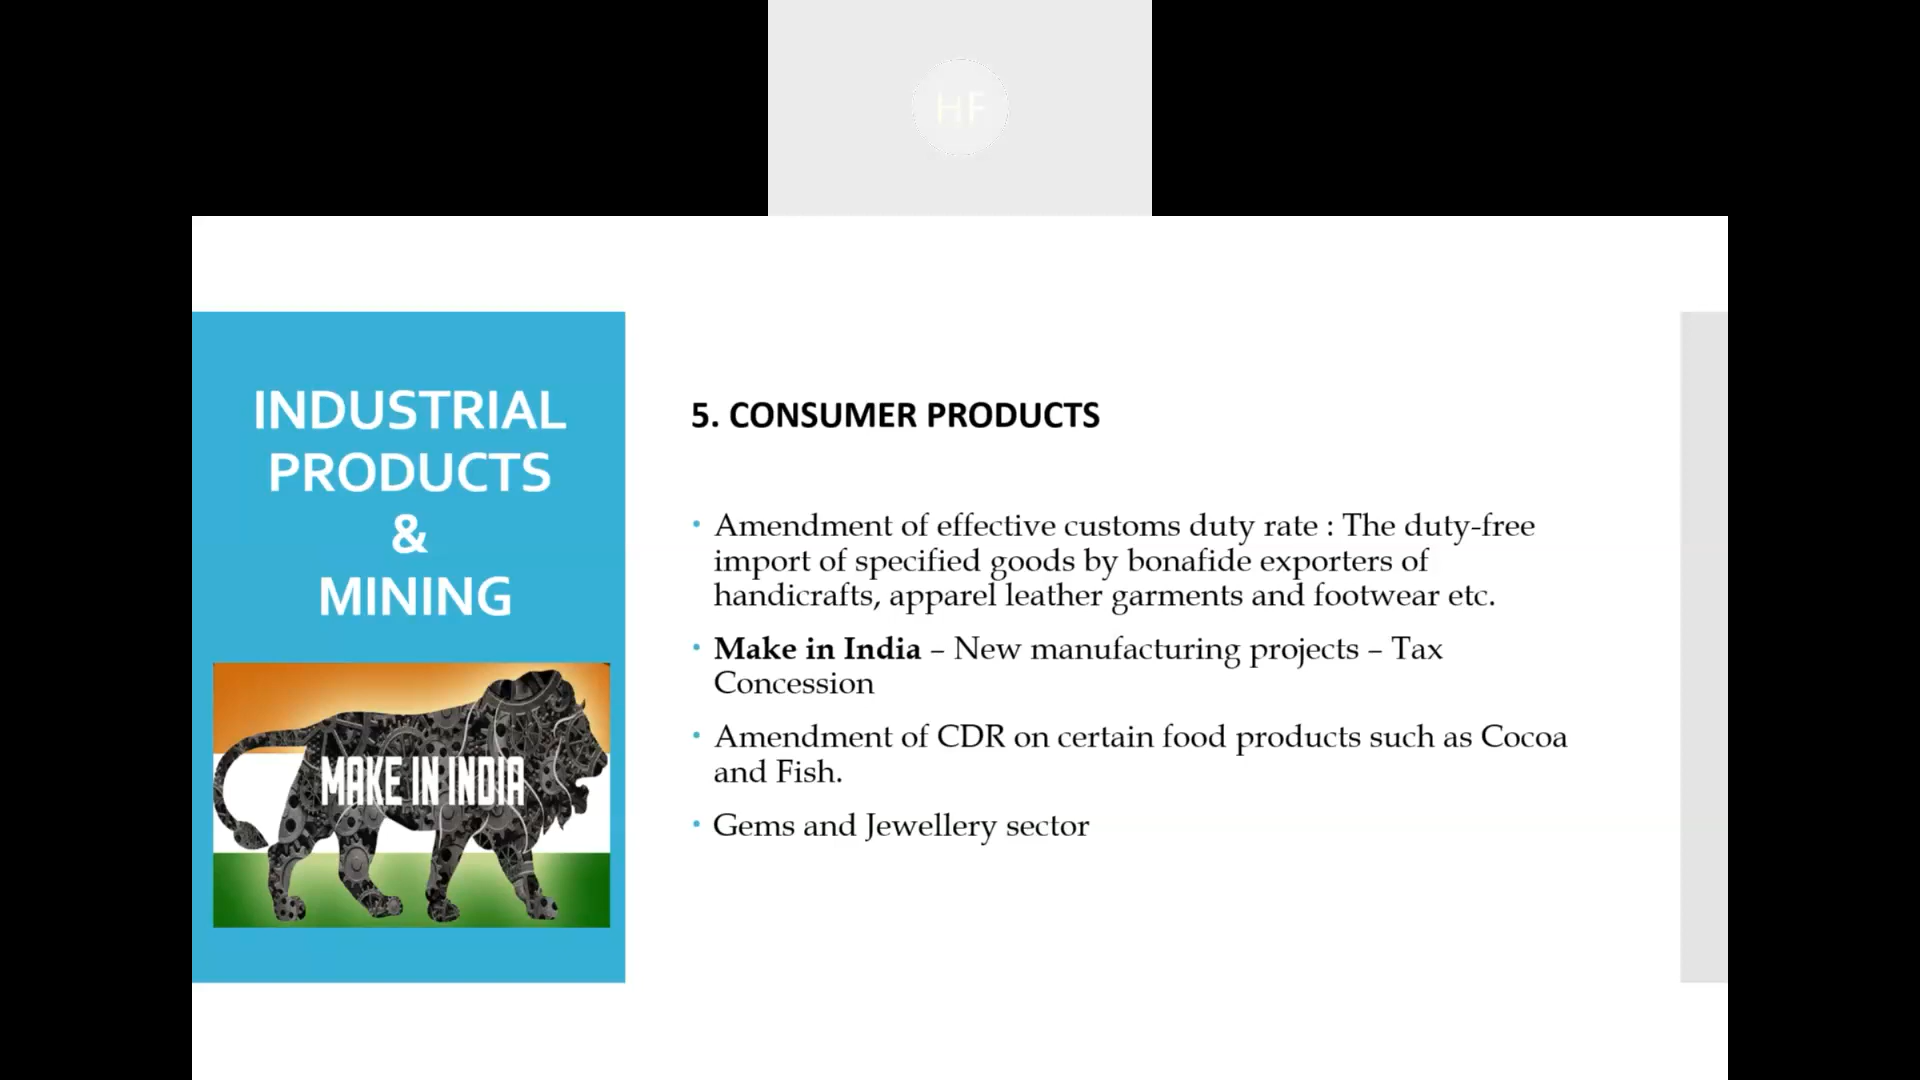 HF
INDUSTRIAL
PRODUCTS
&
MINING
MAKE IN INDIA
5. CONSUMER PRODUCTS
• Amendment of effective customs duty rate : The duty-free
import of specified goods by bonafide exporters of
handicrafts, apparel leather garments and footwear etc.
• Make in India – New manufacturing projects – Tax
Concession
• Amendment of CDR on certain food products such as Cocoa
and Fish.
• Gems and Jewellery sector